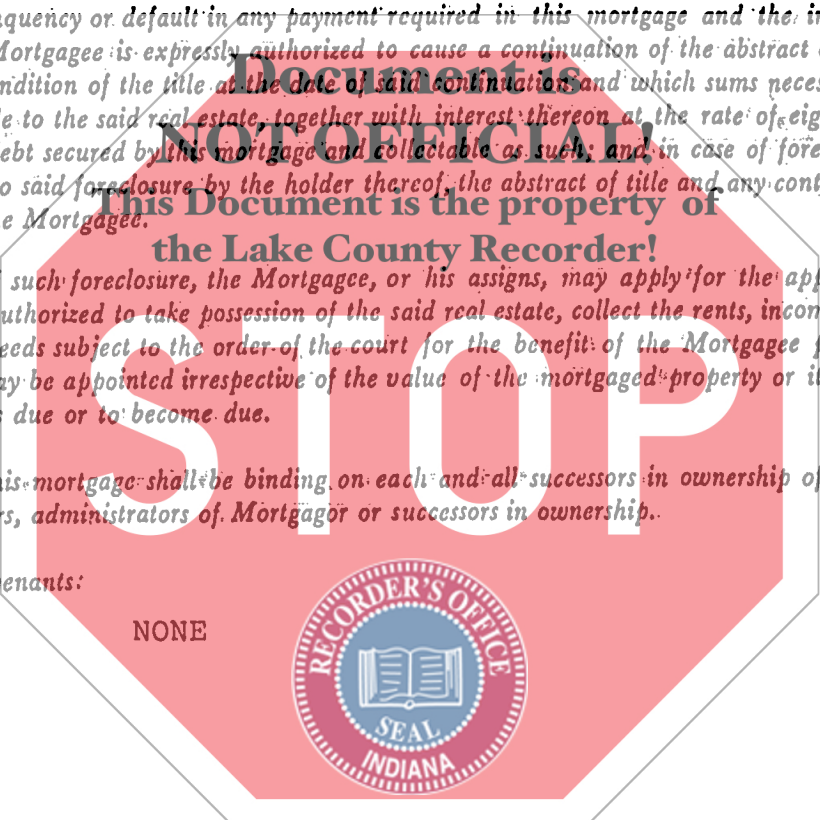 quency or default in any payment required in this mortgage and the in
Mortgagee is expressly authorized to cause a continuation of the abstract
ndition of the title at the date of said continuation and which sums neces
e to the said real estate, together with interest thereon at the rate of eig
ebt secured by this mortgage and collectable as such; and in case of fore
o said foreclosure by the holder thereof, the abstract of title and any cont
e Mortgagee.
Document is
NOT OFFICIAL!
This Document is the property of
the Lake County Recorder!
such foreclosure, the Mortgagee, or his assigns, may apply for the app
uthorized to take possession of the said real estate, collect the rents, incom
eeds subject to the order of the court for the benefit of the Mortgagee
ay be appointed irrespective of the value of the mortgaged property or it
s due or to become due.
STOP
is mortgage shall be binding on each and all successors in ownership of
rs, administrators of Mortgagor or successors in ownership.
enants:
NONE
RECORDER'S OFFICE
SEAL
INDIANA